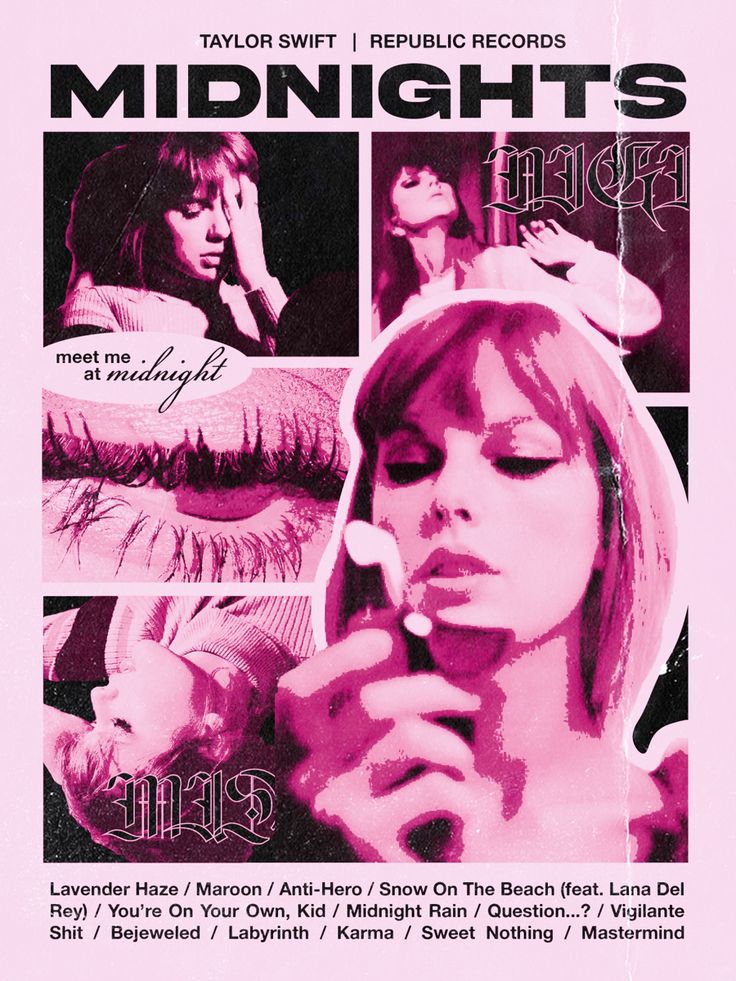 TAYLOR SWIFT | REPUBLIC RECORDS
MIDNIGHTS
NIGH
meet me
at midnight
MID
Lavender Haze / Maroon / Anti-Hero / Snow On The Beach (feat. Lana Del
Rey) / You're On Your Own, Kid / Midnight Rain / Question...? / Vigilante
Shit / Bejeweled / Labyrinth / Karma / Sweet Nothing / Mastermind